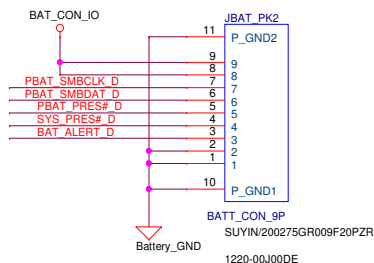 BAT_CON_IO
JBAT_PK2
11
P_GND2
9
9
8
8
PBAT_SMBCLK_D
7
7
PBAT_SMBDAT_D
6
6
PBAT_PRES#_D
5
5
SYS_PRES#_D
4
4
BAT_ALERT_D
3
3
2
2
1
1
10
P_GND1
BATT_CON_9P
Battery_GND
SUYIN/200275GR009F20PZR
1220-00J00DE